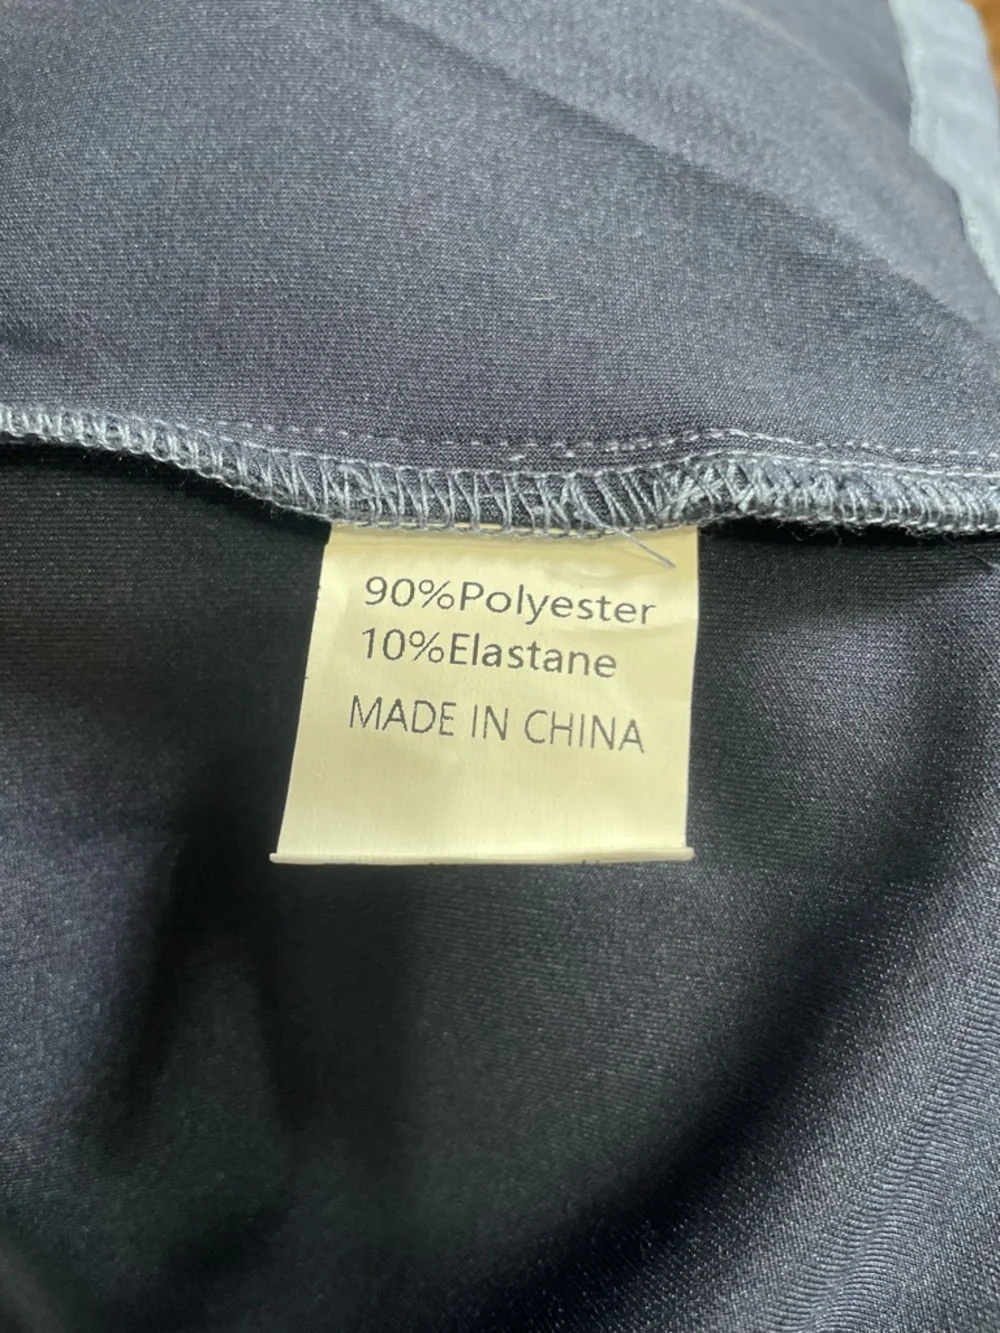 90%Polyester
10%Elastane
MADE IN CHINA